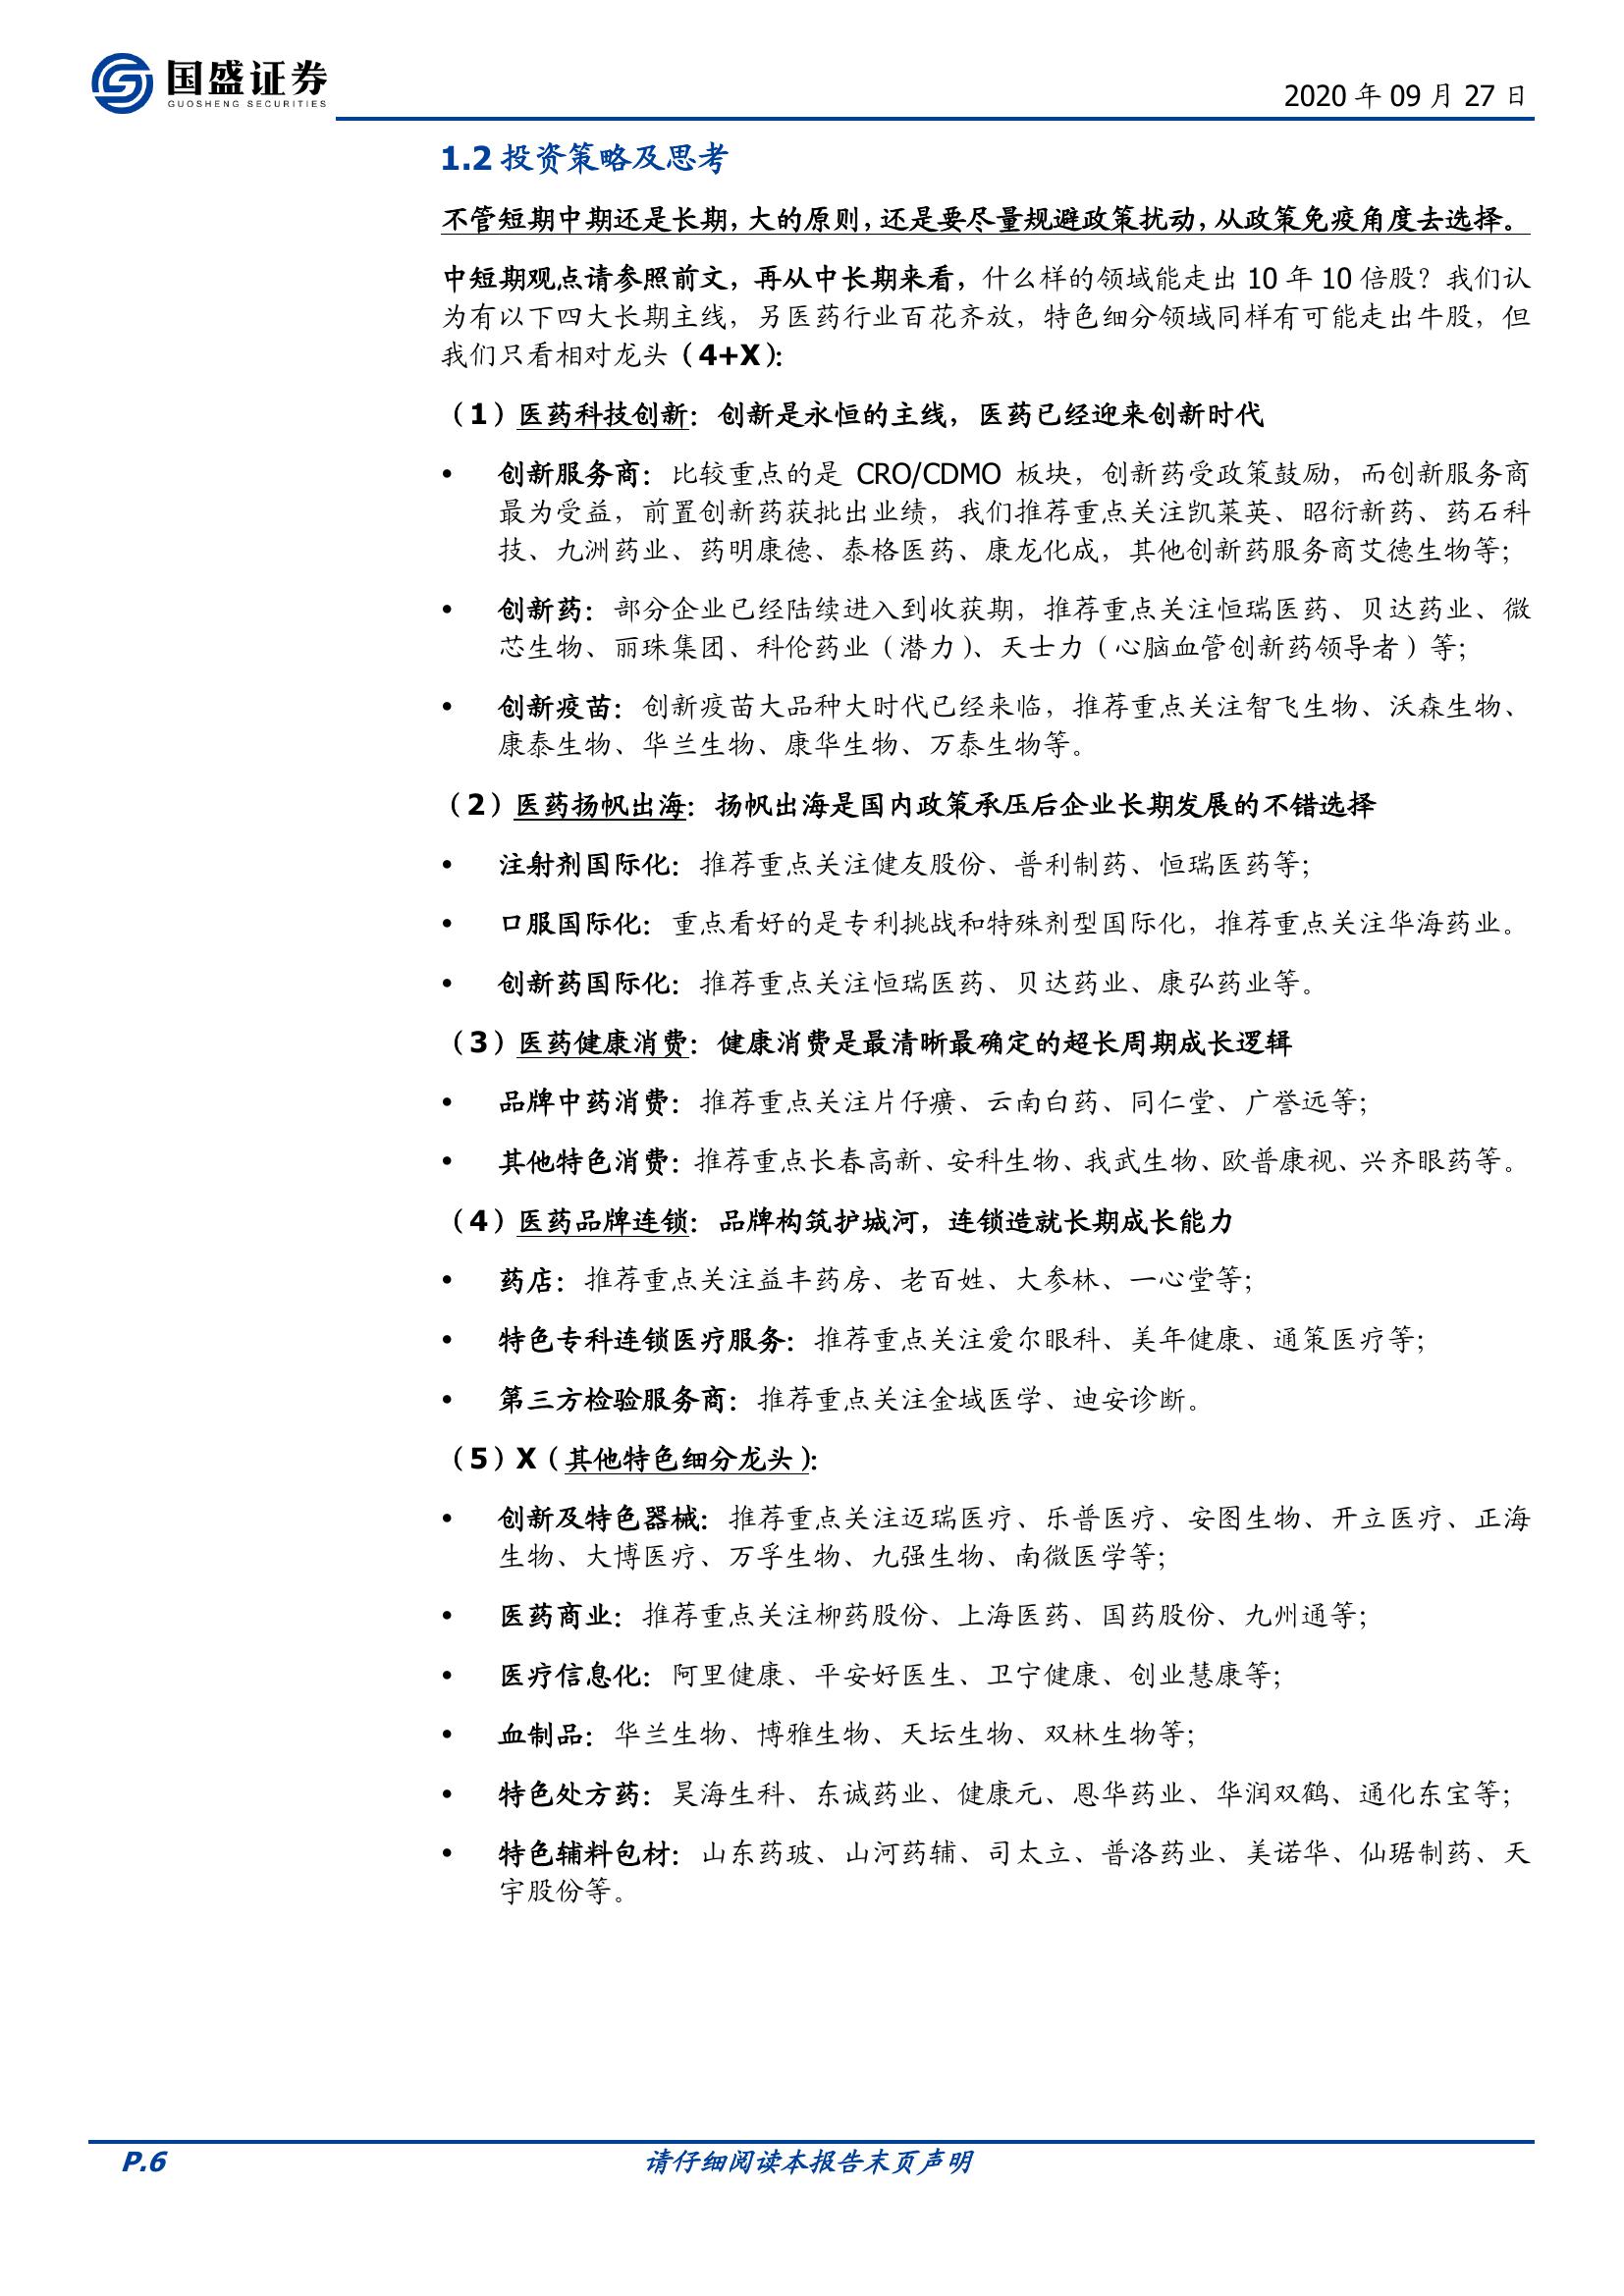 国盛证券
GUOSHENG SECURITIES
2020 年 09 月 27 日
1.2 投资策略及思考
不管短期中期还是长期，大的原则，还是要尽量规避政策扰动，从政策免疫角度去选择。
中短期观点请参照前文，再从中长期来看，什么样的领域能走出 10 年 10 倍股？我们认
为有以下四大长期主线，另医药行业百花齐放，特色细分领域同样有可能走出牛股，但
我们只看相对龙头（4+X）：
（1）医药科技创新：创新是永恒的主线，医药已经迎来创新时代
• 创新服务商：比较重点的是 CRO/CDMO 板块，创新药受政策鼓励，而创新服务商
最为受益，前置创新药获批出业绩，我们推荐重点关注凯莱英、昭衍新药、药石科
技、九洲药业、药明康德、泰格医药、康龙化成，其他创新药服务商艾德生物等；
• 创新药：部分企业已经陆续进入到收获期，推荐重点关注恒瑞医药、贝达药业、微
芯生物、丽珠集团、科伦药业（潜力）、天士力（心脑血管创新药领导者）等；
• 创新疫苗：创新疫苗大品种大时代已经来临，推荐重点关注智飞生物、沃森生物、
康泰生物、华兰生物、康华生物、万泰生物等。
（2）医药扬帆出海：扬帆出海是国内政策承压后企业长期发展的不错选择
• 注射剂国际化：推荐重点关注健友股份、普利制药、恒瑞医药等；
• 口服国际化：重点看好的是专利挑战和特殊剂型国际化，推荐重点关注华海药业。
• 创新药国际化：推荐重点关注恒瑞医药、贝达药业、康弘药业等。
（3）医药健康消费：健康消费是最清晰最确定的超长周期成长逻辑
• 品牌中药消费：推荐重点关注片仔癀、云南白药、同仁堂、广誉远等；
• 其他特色消费：推荐重点长春高新、安科生物、我武生物、欧普康视、兴齐眼药等。
（4）医药品牌连锁：品牌构筑护城河，连锁造就长期成长能力
• 药店：推荐重点关注益丰药房、老百姓、大参林、一心堂等；
• 特色专科连锁医疗服务：推荐重点关注爱尔眼科、美年健康、通策医疗等；
• 第三方检验服务商：推荐重点关注金域医学、迪安诊断。
（5）X（其他特色细分龙头）：
• 创新及特色器械：推荐重点关注迈瑞医疗、乐普医疗、安图生物、开立医疗、正海
生物、大博医疗、万孚生物、九强生物、南微医学等；
• 医药商业：推荐重点关注柳药股份、上海医药、国药股份、九州通等；
• 医疗信息化：阿里健康、平安好医生、卫宁健康、创业慧康等；
• 血制品：华兰生物、博雅生物、天坛生物、双林生物等；
• 特色处方药：昊海生科、东诚药业、健康元、恩华药业、华润双鹤、通化东宝等；
• 特色辅料包材：山东药玻、山河药辅、司太立、普洛药业、美诺华、仙琚制药、天
宇股份等。
P.6
请仔细阅读本报告末页声明